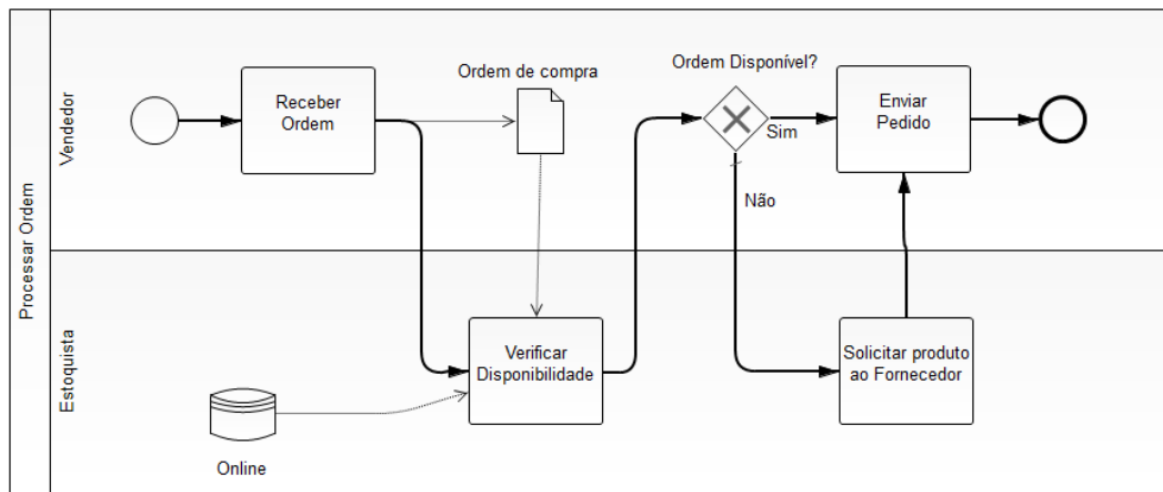 Processar Ordem
Vendedor
Receber
Ordem
Ordem de compra
Ordem Disponível?
Sim
Não
Enviar
Pedido
Estoquista
Verificar
Disponibilidade
Solicitar produto
ao Fornecedor
Online